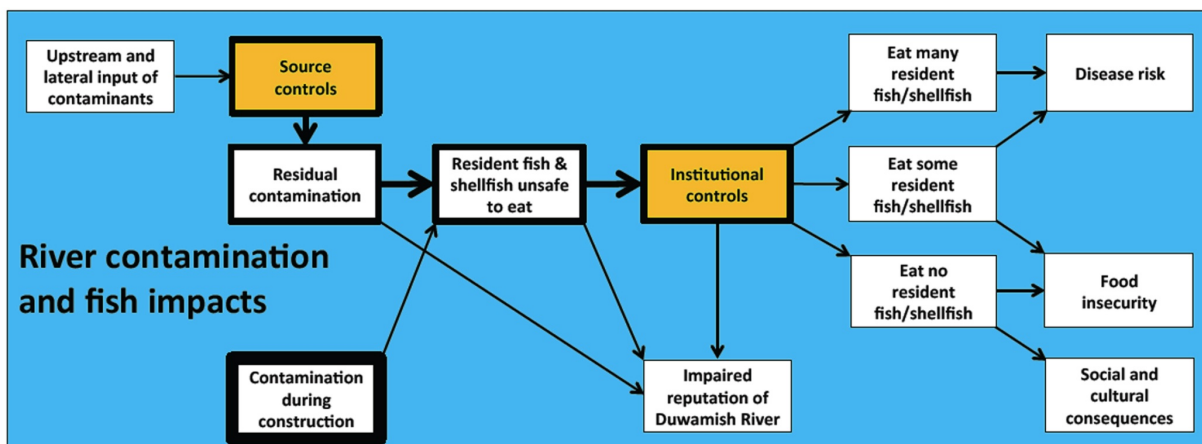 Upstream and
lateral input of
contaminants
Source
controls
Residual
contamination
Resident fish &
shellfish unsafe
to eat
Institutional
controls
Eat many
resident
fish/shellfish
Disease risk
Eat some
resident
fish/shellfish
Eat no
resident
fish/shellfish
Food
insecurity
Social and
cultural
consequences
River contamination
and fish impacts
Contamination
during
construction
Impaired
reputation of
Duwamish River